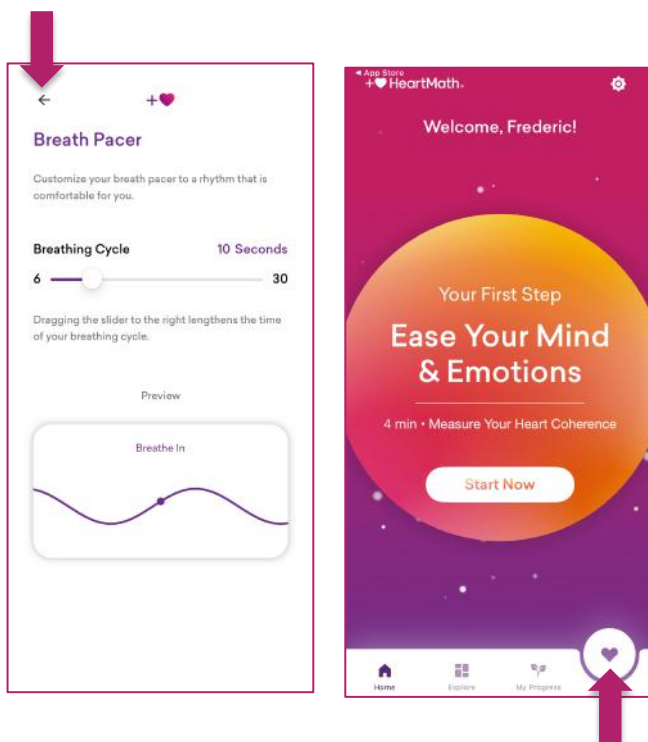 Breath Pacer
Customize your breath pacer to a rhythm that is
comfortable for you.
Breathing Cycle 10 Seconds
6 30
Dragging the slider to the right lengthens the time
of your breathing cycle.
Preview
Breathe In
App Store
HeartMath.
Welcome, Frederic!
Your First Step
Ease Your Mind
& Emotions
4 min • Measure Your Heart Coherence
Start Now
Home Explore My Progress